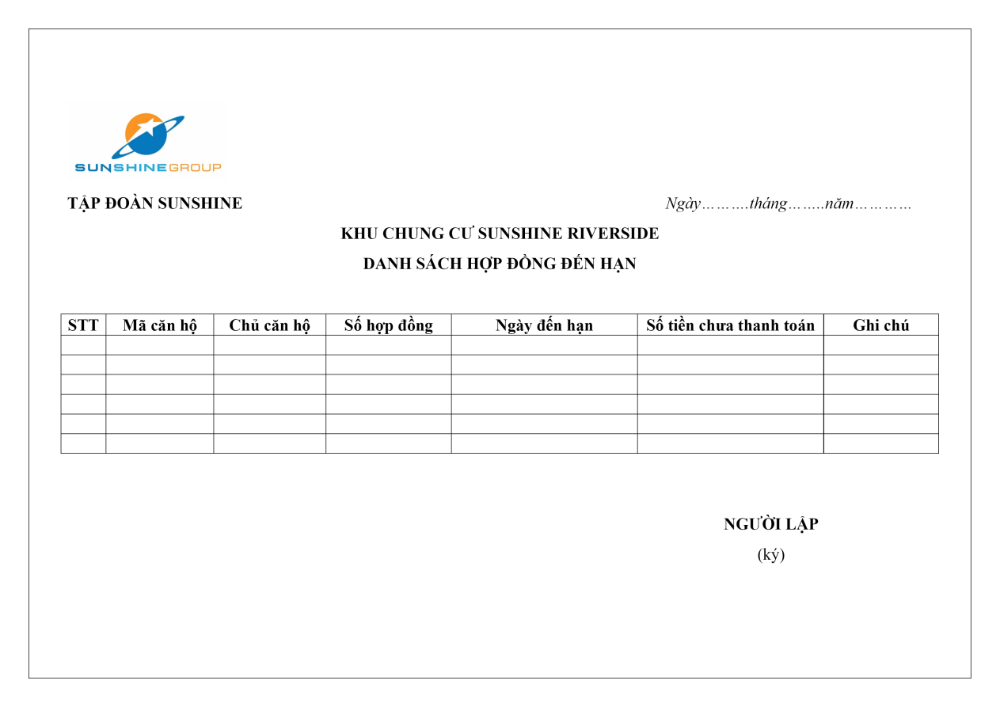 SUNSHINEGROUP
TẬP ĐOÀN SUNSHINE Ngày……….tháng……..năm…………
KHU CHUNG CƯ SUNSHINE RIVERSIDE
DANH SÁCH HỢP ĐỒNG ĐẾN HẠN
STT Mã căn hộ Chủ căn hộ Số hợp đồng Ngày đến hạn Số tiền chưa thanh toán Ghi chú
NGƯỜI LẬP
(ký)